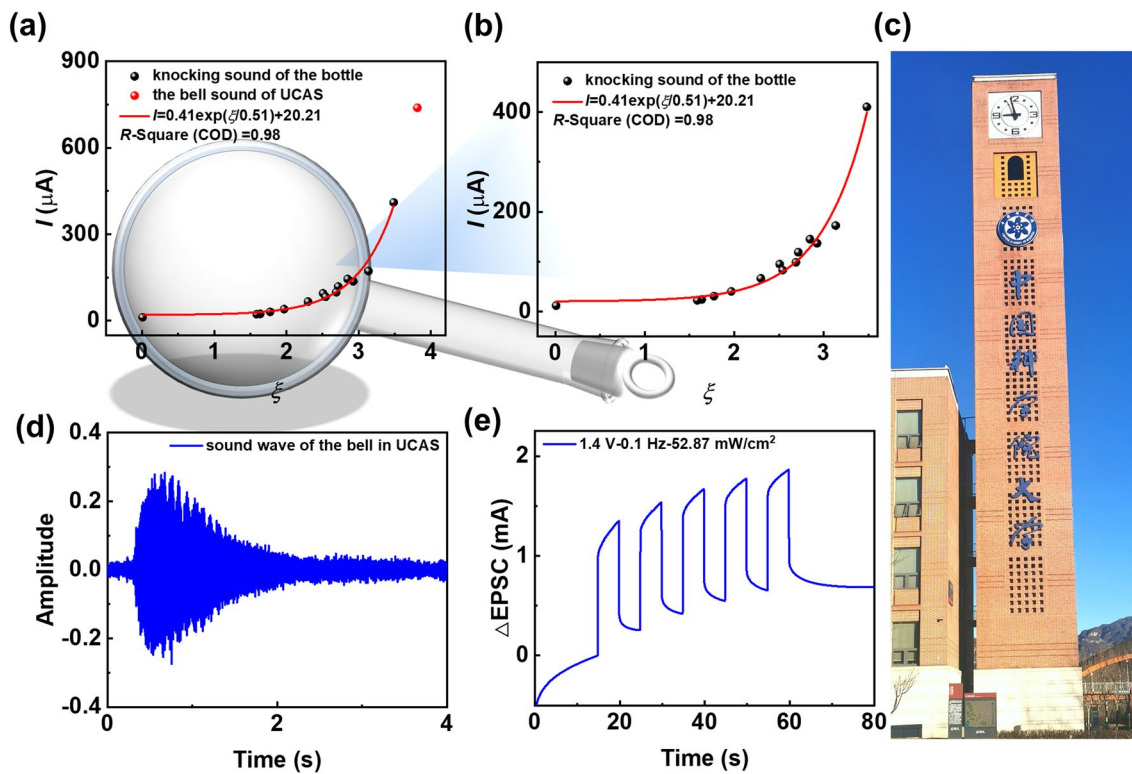 (a)
900
600
300
0
I (μA)
knocking sound of the bottle
the bell sound of UCAS
I=0.41exp(ξ/0.51)+20.21
R-Square (COD) =0.98
0 1 2 3 4
ξ
(b)
400
200
0
I (μA)
knocking sound of the bottle
I=0.41exp(ξ/0.51)+20.21
R-Square (COD) =0.98
0 1 2 3
ξ
(c)
12
9 3
6
中
国
科
学
院
大
学
(d)
0.4
0.2
0.0
-0.2
-0.4
Amplitude
sound wave of the bell in UCAS
0 2 4
Time (s)
(e)
2
1
0
△EPSC (mA)
1.4 V-0.1 Hz-52.87 mW/cm²
0 20 40 60 80
Time (s)